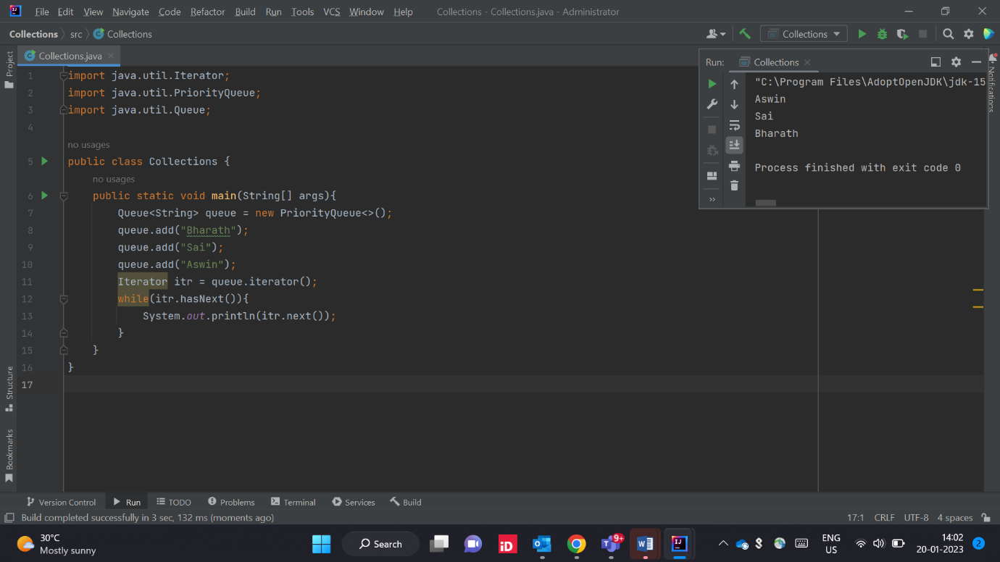 File Edit View Navigate Code Refactor Build Run Tools VCS Window Help Collections - Collections.java - Administrator
Collections src Collections
Collections
Project
Collections.java
1 import java.util.Iterator;
2 import java.util.PriorityQueue;
3 import java.util.Queue;
4
no usages
5 public class Collections {
no usages
6 public static void main(String[] args){
7 Queue<String> queue = new PriorityQueue<>();
8 queue.add("Bharath");
9 queue.add("Sai");
10 queue.add("Aswin");
11 Iterator itr = queue.iterator();
12 while(itr.hasNext()){
13 System.out.println(itr.next());
14 }
15 }
16 }
17
Run: Collections
"C:\Program Files\AdoptOpenJDK\jdk-15
Aswin
Sai
Bharath
Process finished with exit code 0
Notifications
Structure
Bookmarks
Version Control Run TODO Problems Terminal Services Build
Build completed successfully in 3 sec, 132 ms (moments ago) 17:1 CRLF UTF-8 4 spaces
30°C
Mostly sunny
Search
iD
9+
W
IJ
ENG
US
14:02
20-01-2023
2